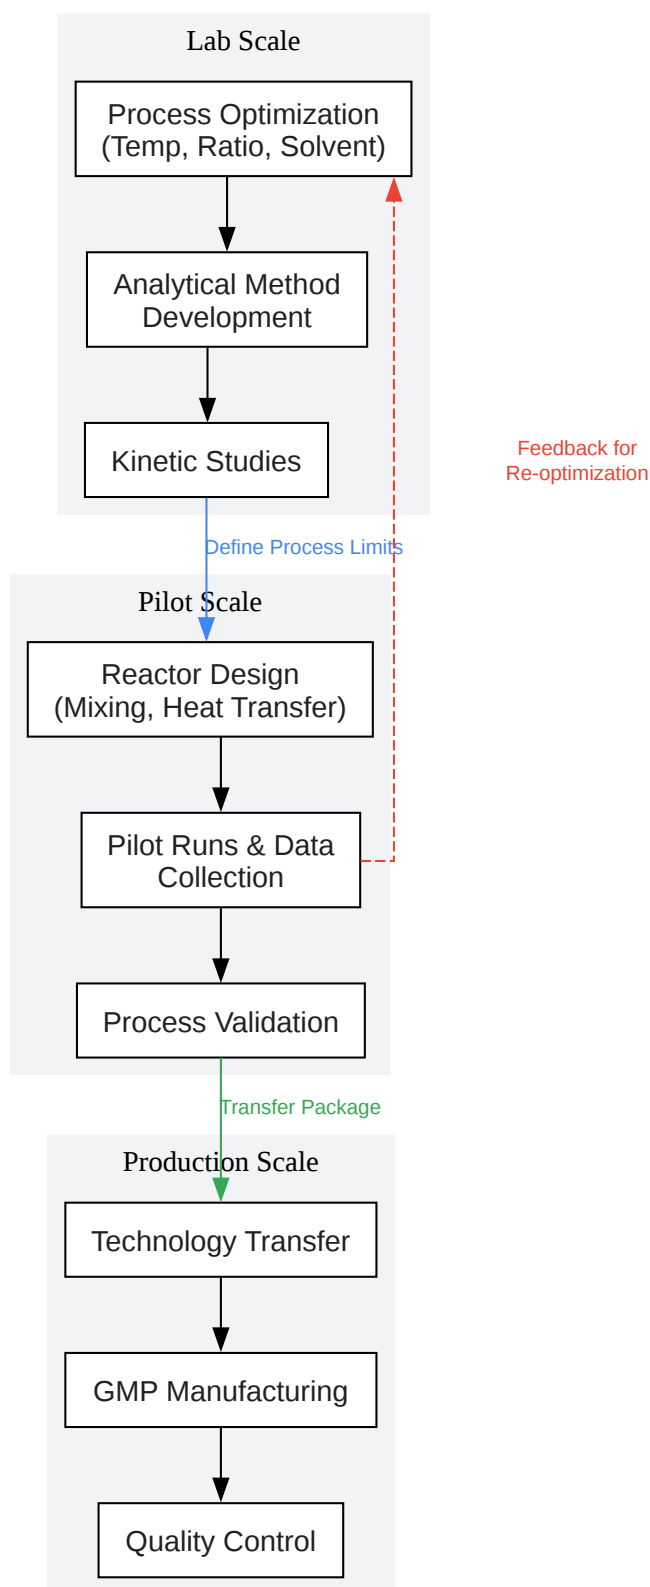 Lab Scale
Process Optimization
(Temp, Ratio, Solvent)
Analytical Method
Development
Kinetic Studies
Feedback for
Re-optimization
Define Process Limits
Pilot Scale
Reactor Design
(Mixing, Heat Transfer)
Pilot Runs & Data
Collection
Process Validation
Transfer Package
Production Scale
Technology Transfer
GMP Manufacturing
Quality Control